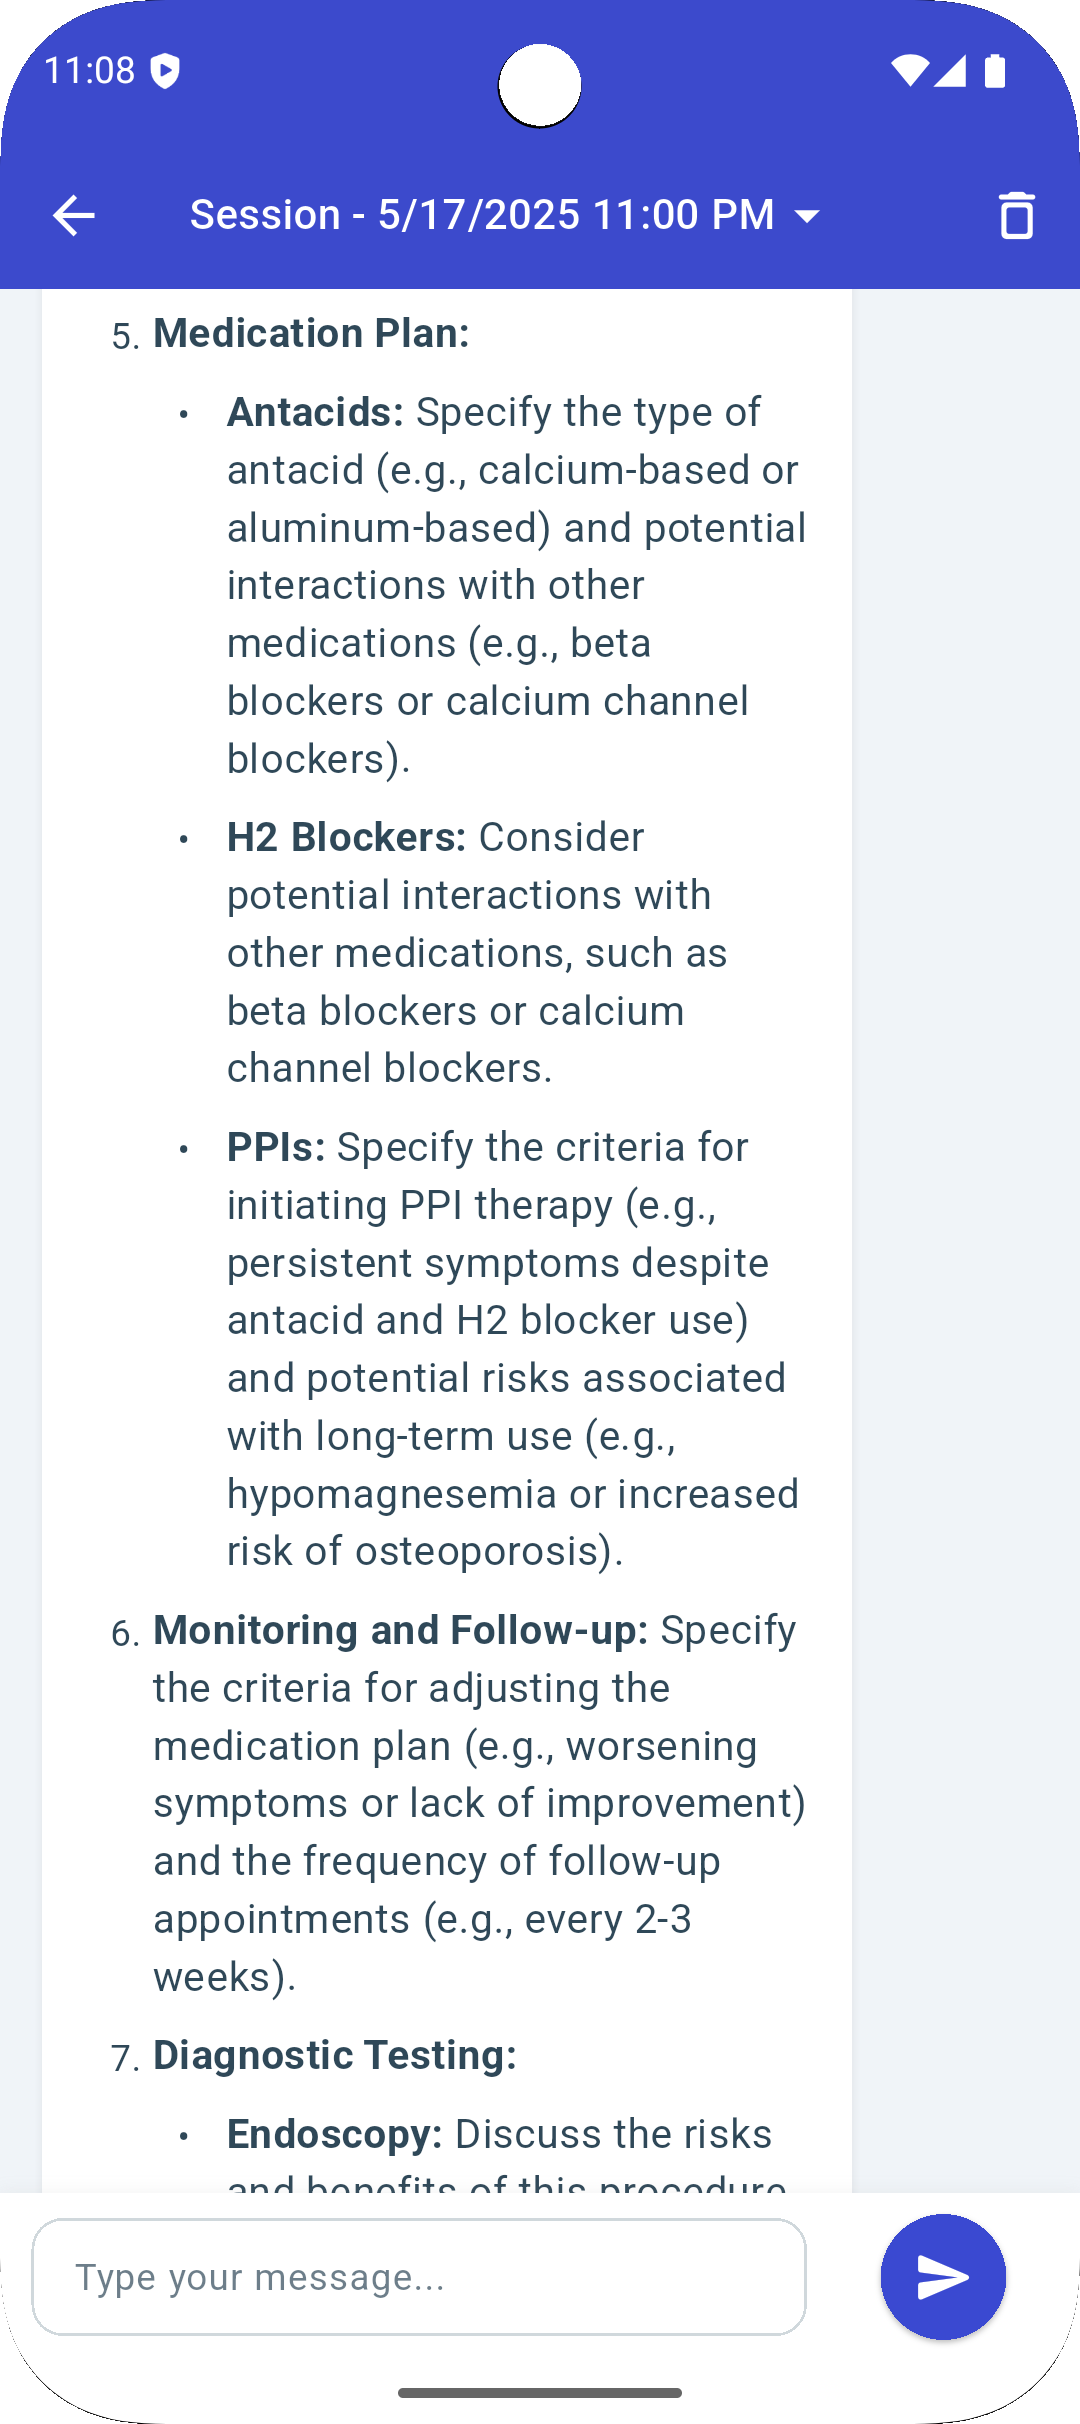 11:08
Session - 5/17/2025 11:00 PM
5. Medication Plan:
• Antacids: Specify the type of
antacid (e.g., calcium-based or
aluminum-based) and potential
interactions with other
medications (e.g., beta
blockers or calcium channel
blockers).
• H2 Blockers: Consider
potential interactions with
other medications, such as
beta blockers or calcium
channel blockers.
• PPIs: Specify the criteria for
initiating PPI therapy (e.g.,
persistent symptoms despite
antacid and H2 blocker use)
and potential risks associated
with long-term use (e.g.,
hypomagnesemia or increased
risk of osteoporosis).
6. Monitoring and Follow-up: Specify
the criteria for adjusting the
medication plan (e.g., worsening
symptoms or lack of improvement)
and the frequency of follow-up
appointments (e.g., every 2-3
weeks).
7. Diagnostic Testing:
• Endoscopy: Discuss the risks
and benefits of this procedure
Type your message...